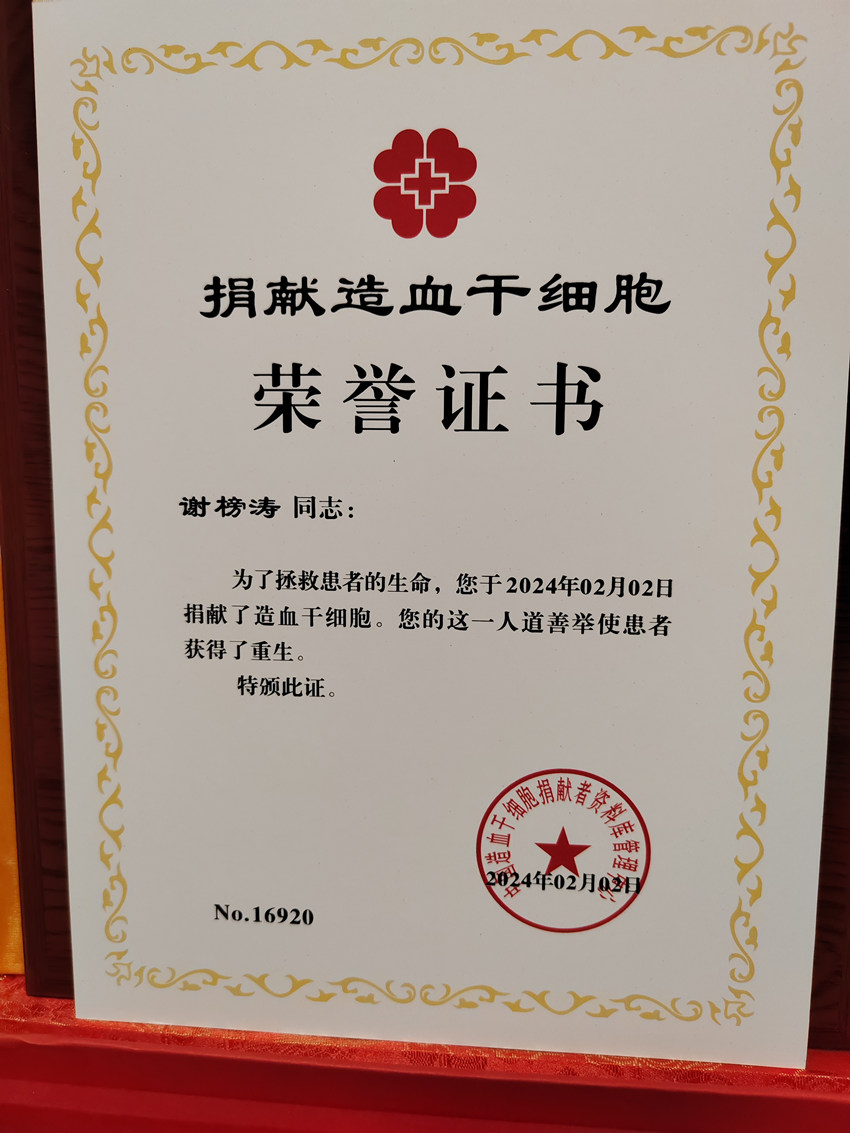 捐献造血干细胞
荣誉证书
谢榜涛 同志：
为了拯救患者的生命，您于2024年02月02日
捐献了造血干细胞。您的这一人道善举使患者
获得了重生。
特颁此证。
中国造血干细胞捐献者资料库管理中心
2024年02月02日
No.16920